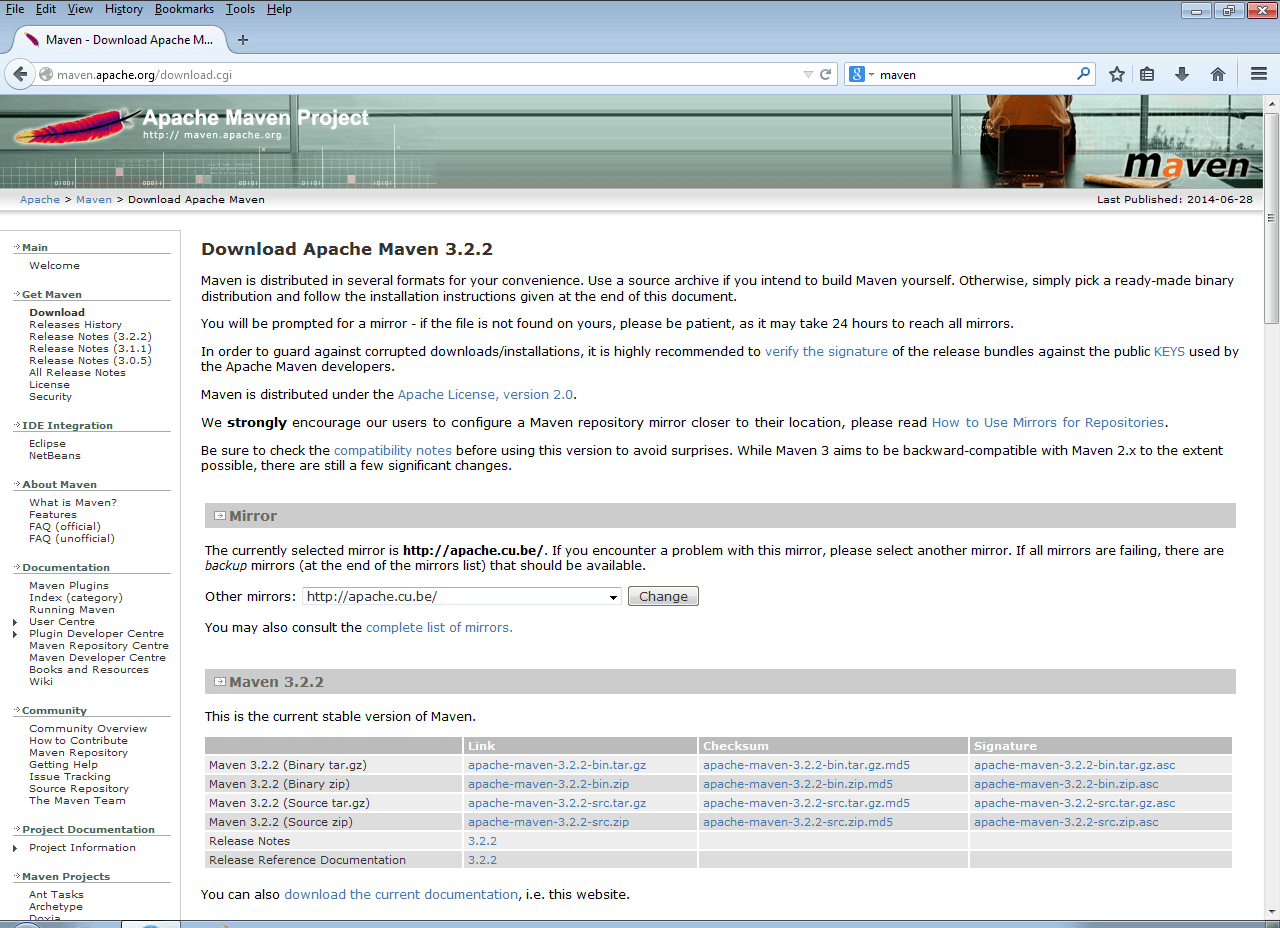 File Edit View History Bookmarks Tools Help
Maven - Download Apache M...
maven.apache.org/download.cgi
maven
Apache Maven Project
http:// maven.apache.org
maven
Apache > Maven > Download Apache Maven
Last Published: 2014-06-28
Main
Welcome
Get Maven
Download
Releases History
Release Notes (3.2.2)
Release Notes (3.1.1)
Release Notes (3.0.5)
All Release Notes
License
Security
IDE Integration
Eclipse
NetBeans
About Maven
What is Maven?
Features
FAQ (official)
FAQ (unofficial)
Documentation
Maven Plugins
Index (category)
Running Maven
User Centre
Plugin Developer Centre
Maven Repository Centre
Maven Developer Centre
Books and Resources
Wiki
Community
Community Overview
How to Contribute
Maven Repository
Getting Help
Issue Tracking
Source Repository
The Maven Team
Project Documentation
Project Information
Maven Projects
Ant Tasks
Archetype
Doxia
Download Apache Maven 3.2.2
Maven is distributed in several formats for your convenience. Use a source archive if you intend to build Maven yourself. Otherwise, simply pick a ready-made binary
distribution and follow the installation instructions given at the end of this document.
You will be prompted for a mirror - if the file is not found on yours, please be patient, as it may take 24 hours to reach all mirrors.
In order to guard against corrupted downloads/installations, it is highly recommended to verify the signature of the release bundles against the public KEYS used by
the Apache Maven developers.
Maven is distributed under the Apache License, version 2.0.
We strongly encourage our users to configure a Maven repository mirror closer to their location, please read How to Use Mirrors for Repositories.
Be sure to check the compatibility notes before using this version to avoid surprises. While Maven 3 aims to be backward-compatible with Maven 2.x to the extent
possible, there are still a few significant changes.
Mirror
The currently selected mirror is http://apache.cu.be/. If you encounter a problem with this mirror, please select another mirror. If all mirrors are failing, there are
backup mirrors (at the end of the mirrors list) that should be available.
Other mirrors: http://apache.cu.be/ Change
You may also consult the complete list of mirrors.
Maven 3.2.2
This is the current stable version of Maven.
Link Checksum Signature
Maven 3.2.2 (Binary tar.gz) apache-maven-3.2.2-bin.tar.gz apache-maven-3.2.2-bin.tar.gz.md5 apache-maven-3.2.2-bin.tar.gz.asc
Maven 3.2.2 (Binary zip) apache-maven-3.2.2-bin.zip apache-maven-3.2.2-bin.zip.md5 apache-maven-3.2.2-bin.zip.asc
Maven 3.2.2 (Source tar.gz) apache-maven-3.2.2-src.tar.gz apache-maven-3.2.2-src.tar.gz.md5 apache-maven-3.2.2-src.tar.gz.asc
Maven 3.2.2 (Source zip) apache-maven-3.2.2-src.zip apache-maven-3.2.2-src.zip.md5 apache-maven-3.2.2-src.zip.asc
Release Notes 3.2.2
Release Reference Documentation 3.2.2
You can also download the current documentation, i.e. this website.